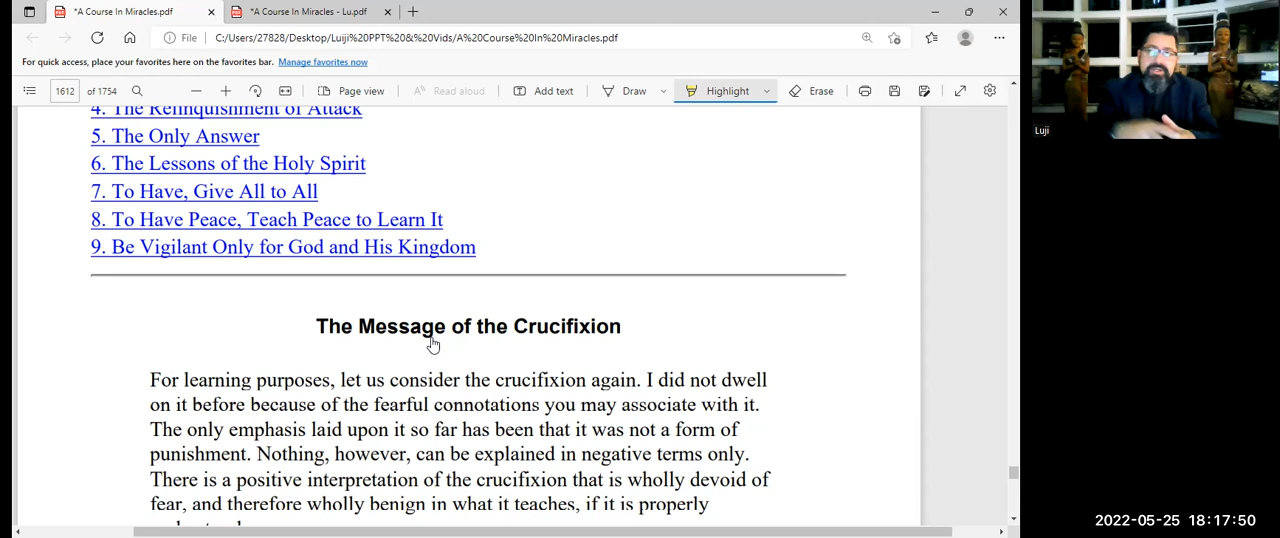 *A Course In Miracles.pdf
*A Course In Miracles - Lu.pdf
File
C:/Users/27828/Desktop/Luiji%20PPT%20&%20Vids/A%20Course%20In%20Miracles.pdf
For quick access, place your favorites here on the favorites bar. Manage favorites now
1612 of 1754
Page view
Read aloud
Add text
Draw
Highlight
Erase
4. The Relinquishment of Attack
5. The Only Answer
6. The Lessons of the Holy Spirit
7. To Have, Give All to All
8. To Have Peace, Teach Peace to Learn It
9. Be Vigilant Only for God and His Kingdom
The Message of the Crucifixion
For learning purposes, let us consider the crucifixion again. I did not dwell
on it before because of the fearful connotations you may associate with it.
The only emphasis laid upon it so far has been that it was not a form of
punishment. Nothing, however, can be explained in negative terms only.
There is a positive interpretation of the crucifixion that is wholly devoid of
fear, and therefore wholly benign in what it teaches, if it is properly
Luji
2022-05-25 18:17:50